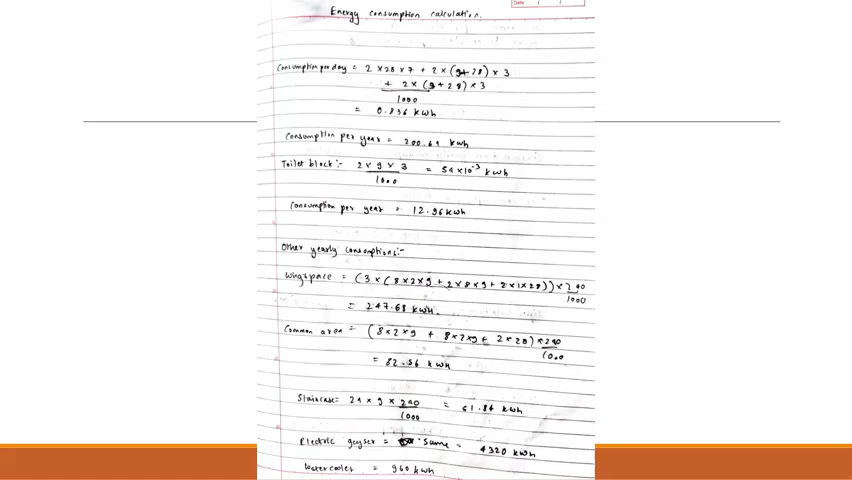 Date / /
Energy consumption calculation.
Consumption per day = 2 × 28 × 7 + 2 × (9+28) × 3
+ 2 × (9+28) × 3
1000
= 0.836 kWh
Consumption per year = 200.64 kWh
Toilet block:- 2 × 9 × 3 = 54 × 10⁻³ kWh
1000
Consumption per year = 12.96 kWh
Other yearly consumptions:-
Wingspace = (3 × (8×2×9 + 2×8×9 + 2×1×28)) × 240
1000
= 247.68 kWh.
Common area = (8×2×9 + 8×2×9 + 2×28) × 240
1000
= 82.56 kWh
Staircase = 24 × 9 × 240 = 51.84 kWh
1000
Electric geyser = same = 4320 kWh
Watercooler = 960 kWh